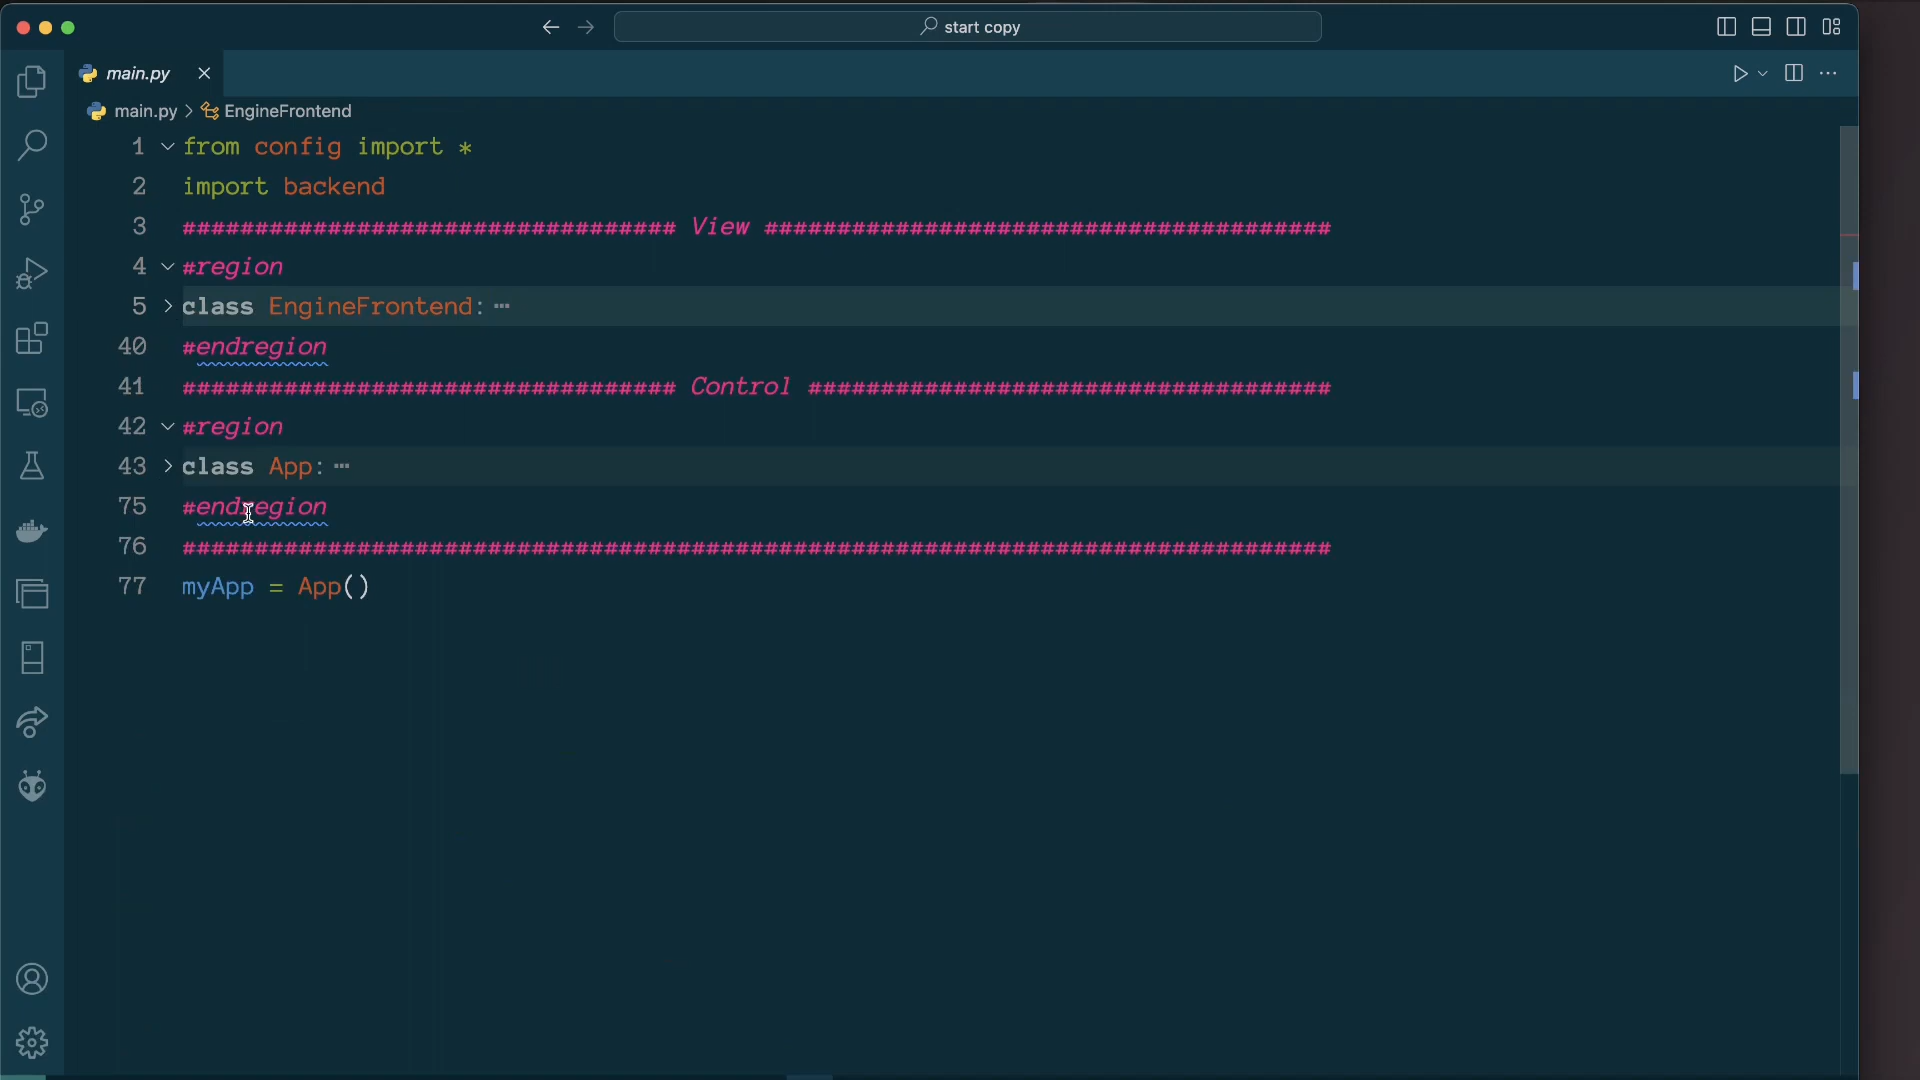 start copy
main.py
main.py > EngineFrontend
1 from config import *
2 import backend
3 ################################## View #######################################
4 #region
5 class EngineFrontend: ⋯
40 #endregion
41 ################################## Control ####################################
42 #region
43 class App: ⋯
75 #endregion
76 ###############################################################################
77 myApp = App()